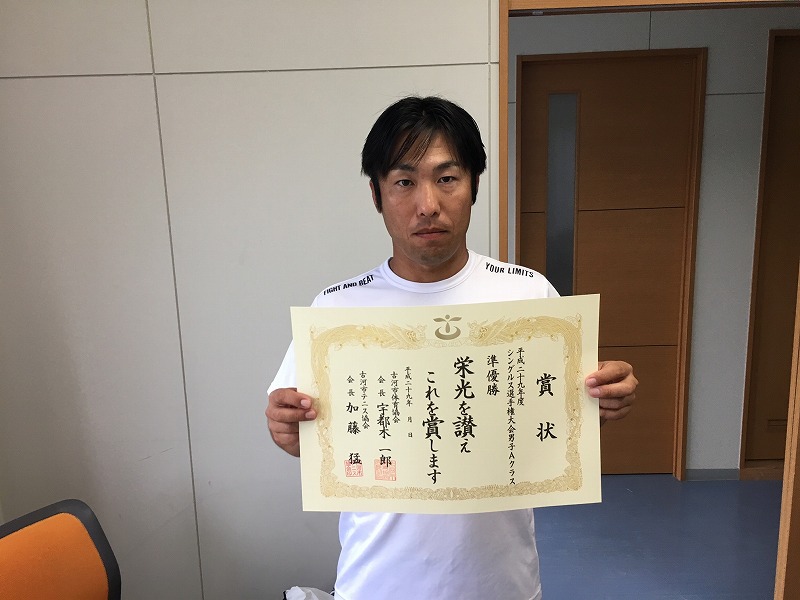 FIGHT AND BEAT
YOUR LIMITS
賞状
平成二十九年度
シングルス選手権大会男子Aクラス
準優勝
栄光を讃え
これを賞します
平成二十九年 月 日
古河市体育協会
会長 宇都木一郎
古河市テニス協会
会長 加藤猛